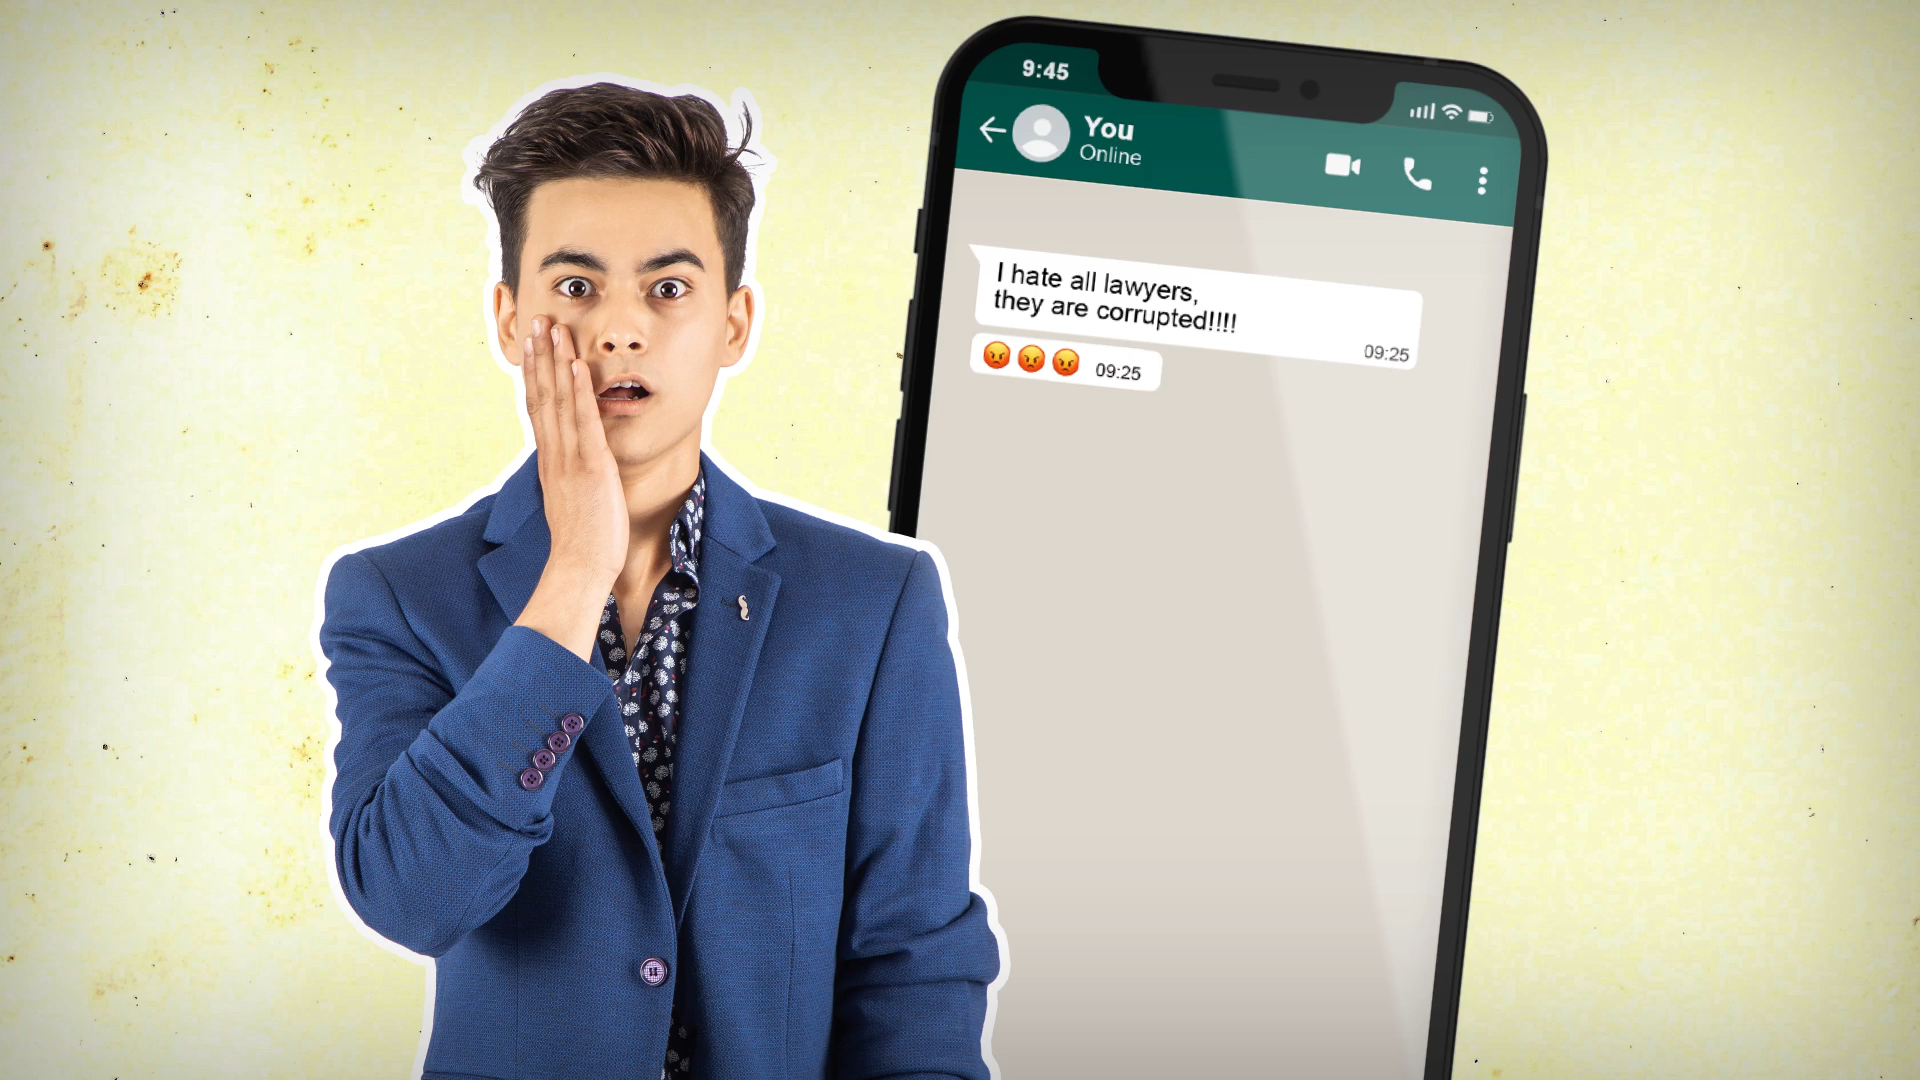 9:45
You
Online
I hate all lawyers,
they are corrupted!!!!
09:25
😡😡😡 09:25